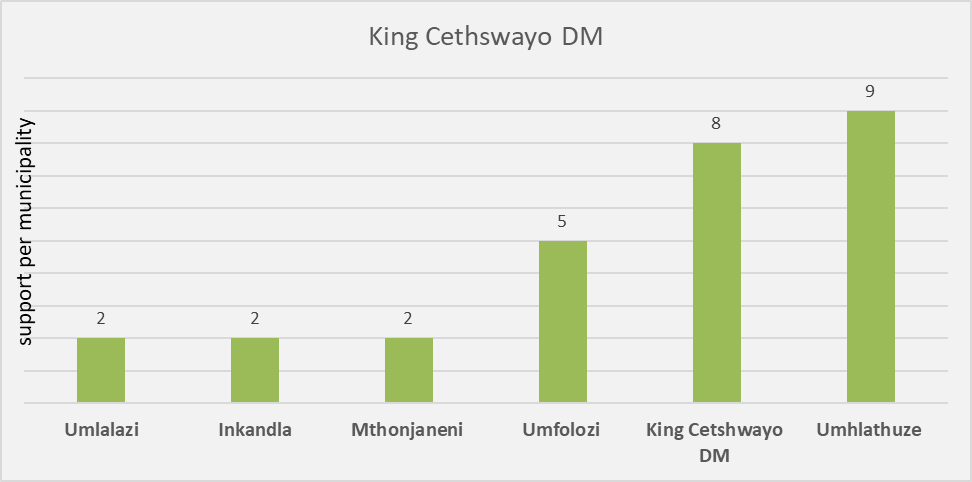 King Cethswayo DM
support per municipality
2
2
2
5
8
9
Umlalazi
Inkandla
Mthonjaneni
Umfolozi
King Cetshwayo
DM
Umhlathuze